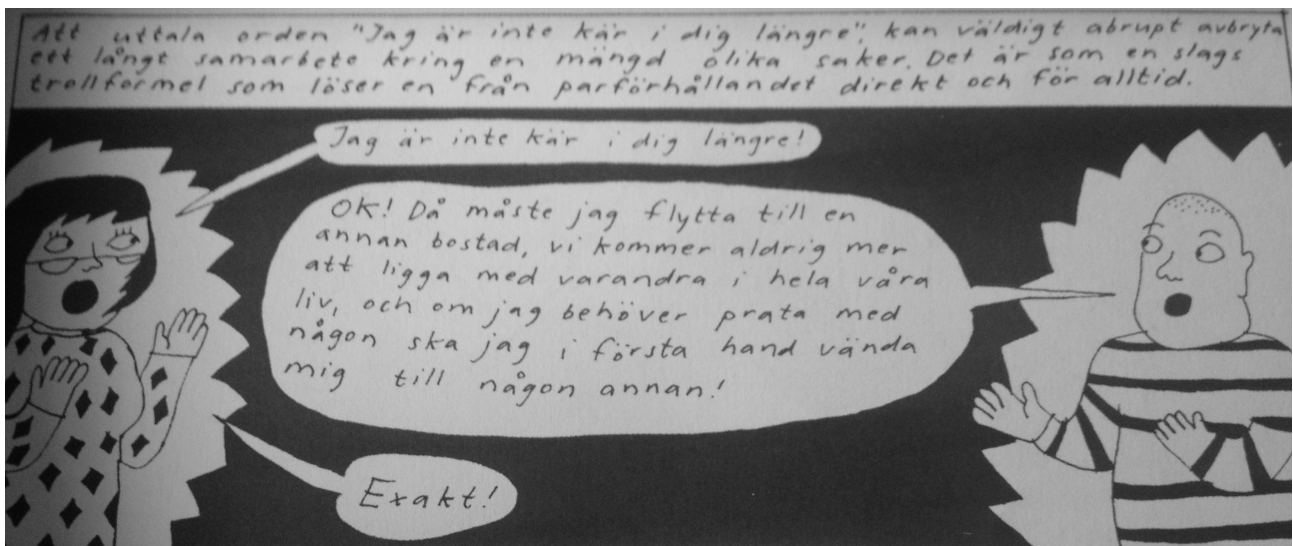 Att uttala orden "Jag är inte kär i dig längre", kan väldigt abrupt avbryta
ett långt samarbete kring en mängd olika saker. Det är som en slags
trollformel som löser en från parförhållandet direkt och för alltid.
Jag är inte kär i dig längre!
OK! Då måste jag flytta till en
annan bostad, vi kommer aldrig mer
att ligga med varandra i hela våra
liv, och om jag behöver prata med
någon ska jag i första hand vända
mig till någon annan!
Exakt!